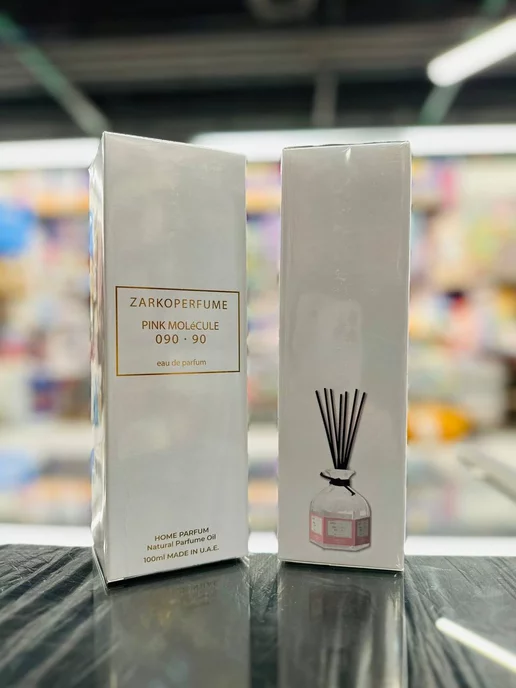 ZARKOPERFUME
PINK MOLéCULE
090 · 90
eau de parfum
HOME PARFUM
Natural Parfume Oil
100ml MADE IN U.A.E.